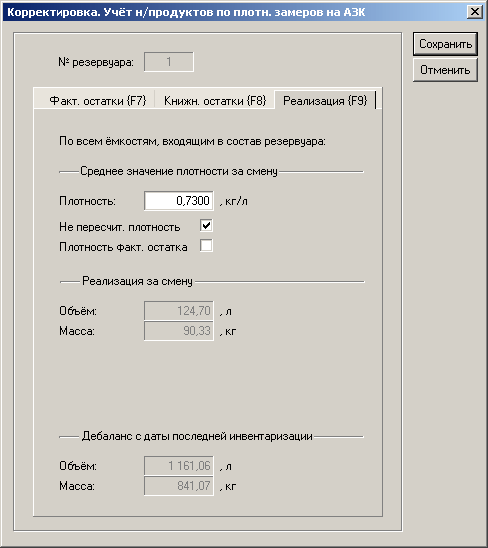 Корректировка. Учёт н/продуктов по плотн. замеров на АЗК
Сохранить
Отменить
№ резервуара: 1
Факт. остатки {F7} Книжн. остатки {F8} Реализация {F9}
По всем ёмкостям, входящим в состав резервуара:
Среднее значение плотности за смену
Плотность: 0,7300 , кг/л
Не пересчит. плотность
Плотность факт. остатка
Реализация за смену
Объём: 124,70 , л
Масса: 90,33 , кг
Дебаланс с даты последней инвентаризации
Объём: 1 161,06 , л
Масса: 841,07 , кг